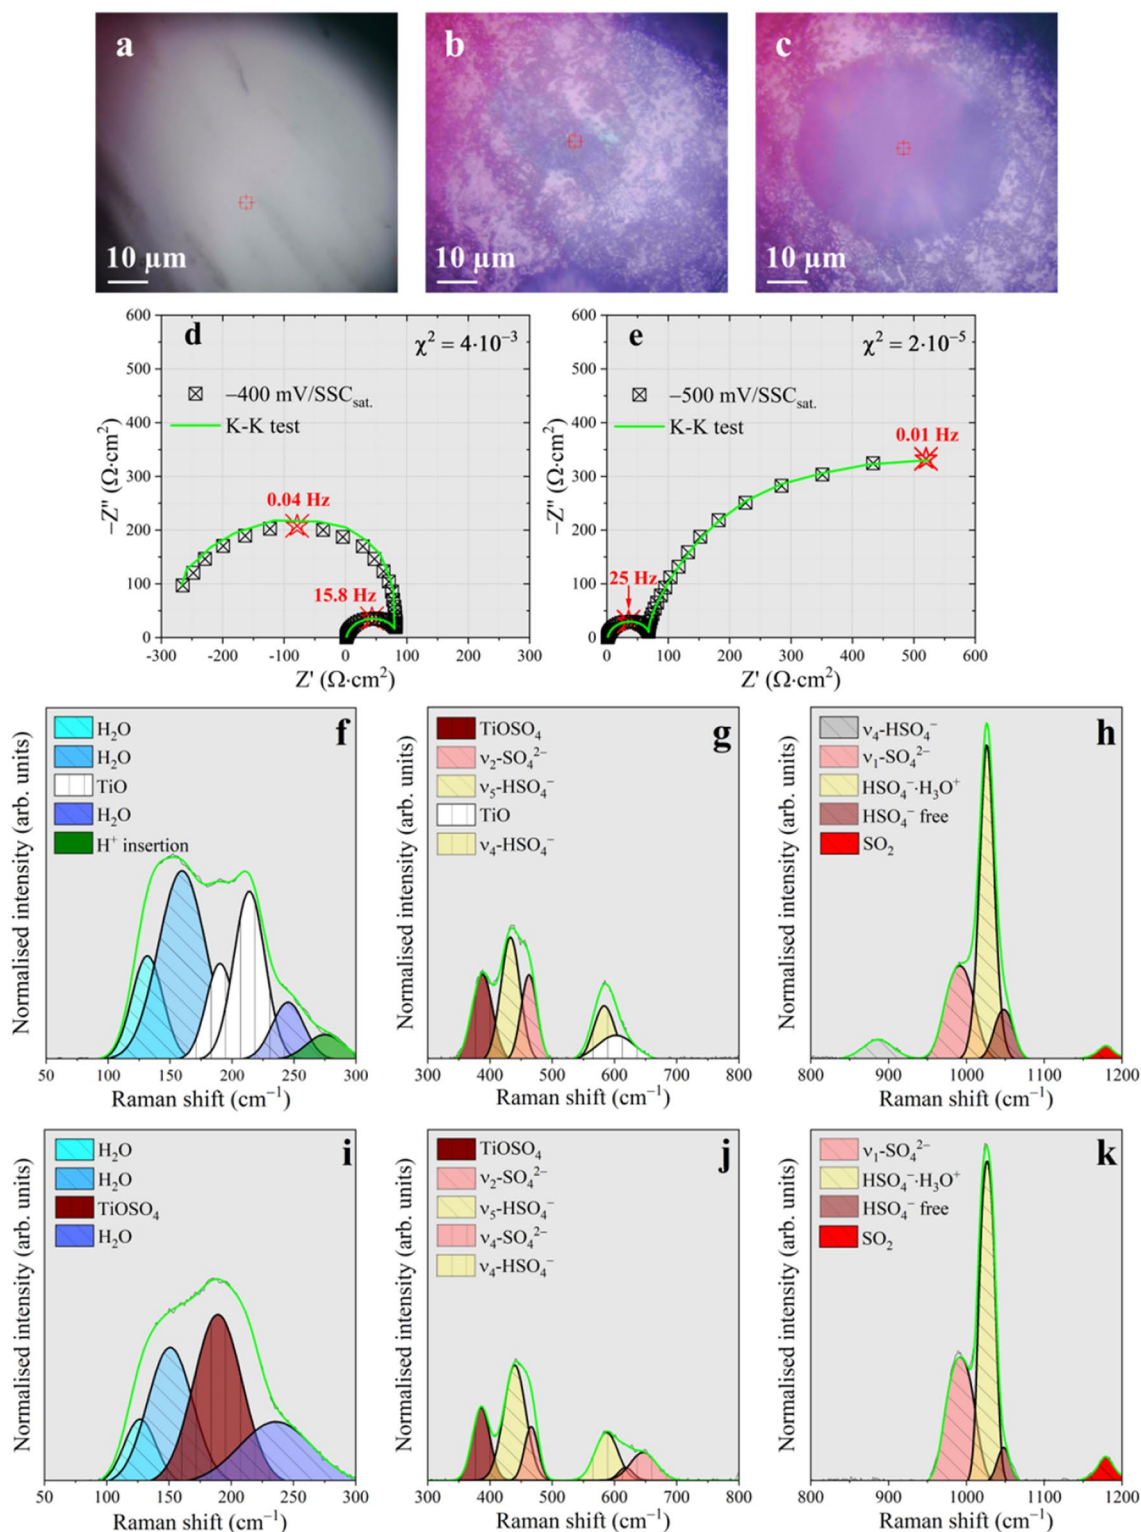 a
b
c
10 µm
10 µm
10 µm
d
χ² = 4·10⁻³
–400 mV/SSCsat.
K-K test
0.04 Hz
15.8 Hz
600
500
400
300
200
100
0
–Z'' (Ω·cm²)
-300 -200 -100 0 100 200 300
Z' (Ω·cm²)
e
χ² = 2·10⁻⁵
–500 mV/SSCsat.
K-K test
0.01 Hz
25 Hz
600
500
400
300
200
100
0
–Z'' (Ω·cm²)
0 100 200 300 400 500 600
Z' (Ω·cm²)
f
H₂O
H₂O
TiO
H₂O
H⁺ insertion
Normalised intensity (arb. units)
50 100 150 200 250 300
Raman shift (cm⁻¹)
g
TiOSO₄
ν₂-SO₄²⁻
ν₅-HSO₄⁻
TiO
ν₄-HSO₄⁻
Normalised intensity (arb. units)
300 400 500 600 700 800
Raman shift (cm⁻¹)
h
ν₄-HSO₄⁻
ν₁-SO₄²⁻
HSO₄⁻·H₃O⁺
HSO₄⁻ free
SO₂
Normalised intensity (arb. units)
800 900 1000 1100 1200
Raman shift (cm⁻¹)
i
H₂O
H₂O
TiOSO₄
H₂O
Normalised intensity (arb. units)
50 100 150 200 250 300
Raman shift (cm⁻¹)
j
TiOSO₄
ν₂-SO₄²⁻
ν₅-HSO₄⁻
ν₄-SO₄²⁻
ν₄-HSO₄⁻
Normalised intensity (arb. units)
300 400 500 600 700 800
Raman shift (cm⁻¹)
k
ν₁-SO₄²⁻
HSO₄⁻·H₃O⁺
HSO₄⁻ free
SO₂
Normalised intensity (arb. units)
800 900 1000 1100 1200
Raman shift (cm⁻¹)